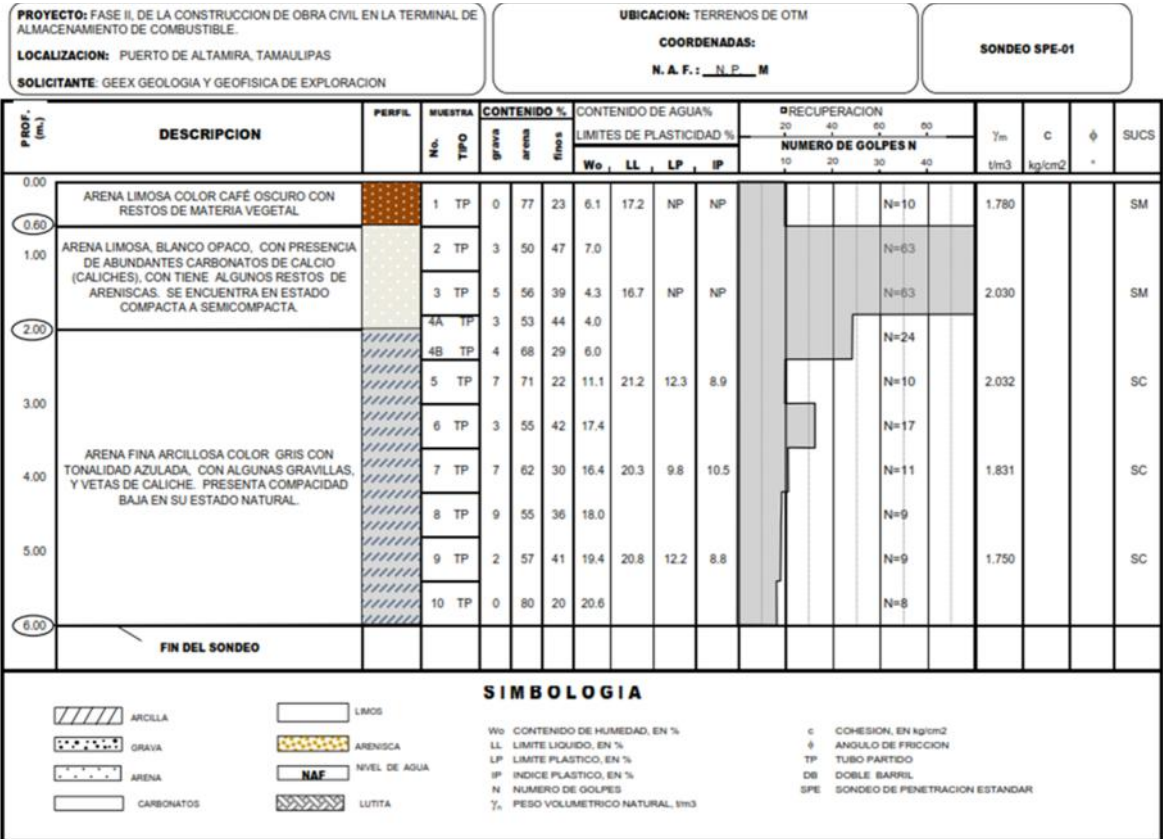 PROYECTO: FASE II, DE LA CONSTRUCCION DE OBRA CIVIL EN LA TERMINAL DE
ALMACENAMIENTO DE COMBUSTIBLE.
LOCALIZACION: PUERTO DE ALTAMIRA, TAMAULIPAS
SOLICITANTE: GEEX GEOLOGIA Y GEOFISICA DE EXPLORACION
UBICACION: TERRENOS DE OTM
COORDENADAS:
N. A. F.: N.P. M
SONDEO SPE-01
PROF. (m.)
DESCRIPCION
PERFIL
MUESTRA
No. TIPO
CONTENIDO %
grava arena finos
CONTENIDO DE AGUA%
LIMITES DE PLASTICIDAD %
Wo LL LP IP
RECUPERACION
20 40 60 80
NUMERO DE GOLPES N
10 20 30 40
γm t/m3
c kg/cm2
ϕ °
SUCS
0.00
ARENA LIMOSA COLOR CAFÉ OSCURO CON
RESTOS DE MATERIA VEGETAL
1 TP 0 77 23 6.1 17.2 NP NP N=10 1.780 SM
0.60
1.00
ARENA LIMOSA, BLANCO OPACO, CON PRESENCIA
DE ABUNDANTES CARBONATOS DE CALCIO
(CALICHES), CON TIENE ALGUNOS RESTOS DE
ARENISCAS. SE ENCUENTRA EN ESTADO
COMPACTA A SEMICOMPACTA.
2 TP 3 50 47 7.0 N=63
3 TP 5 56 39 4.3 16.7 NP NP N=63 2.030 SM
4A TP 3 53 44 4.0
2.00
N=24
4B TP 4 68 29 6.0
5 TP 7 71 22 11.1 21.2 12.3 8.9 N=10 2.032 SC
3.00
6 TP 3 55 42 17.4 N=17
ARENA FINA ARCILLOSA COLOR GRIS CON
TONALIDAD AZULADA, CON ALGUNAS GRAVILLAS,
Y VETAS DE CALICHE. PRESENTA COMPACIDAD
BAJA EN SU ESTADO NATURAL.
4.00
7 TP 7 62 30 16.4 20.3 9.8 10.5 N=11 1.831 SC
8 TP 9 55 36 18.0 N=9
5.00
9 TP 2 57 41 19.4 20.8 12.2 8.8 N=9 1.750 SC
10 TP 0 80 20 20.6 N=8
6.00
FIN DEL SONDEO
SIMBOLOGIA
ARCILLA
GRAVA
ARENA
CARBONATOS
LIMOS
ARENISCA
NAF NIVEL DE AGUA
LUTITA
Wo CONTENIDO DE HUMEDAD, EN %
LL LIMITE LIQUIDO, EN %
LP LIMITE PLASTICO, EN %
IP INDICE PLASTICO, EN %
N NUMERO DE GOLPES
γn PESO VOLUMETRICO NATURAL, t/m3
c COHESION, EN kg/cm2
ϕ ANGULO DE FRICCION
TP TUBO PARTIDO
DB DOBLE BARRIL
SPE SONDEO DE PENETRACION ESTANDAR